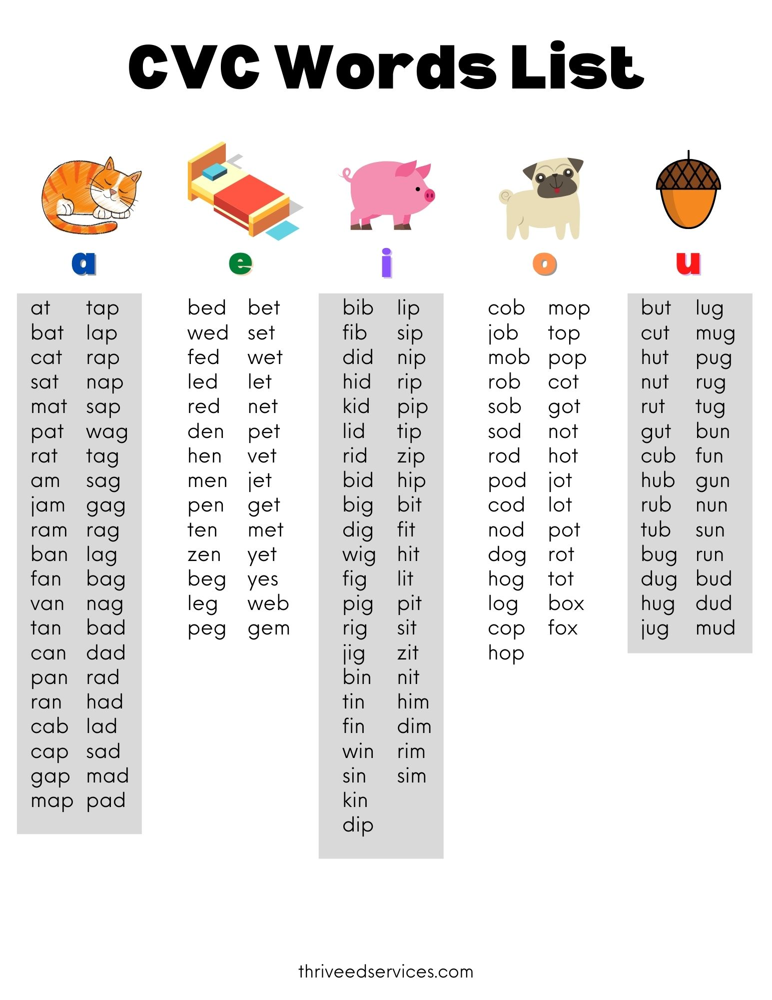 CVC Words List
a e i o u
at tap bed bet bib lip cob mop but lug
bat lap wed set fib sip job top cut mug
cat rap fed wet did nip mob pop hut pug
sat nap led let hid rip rob cot nut rug
mat sap red net kid pip sob got rut tug
pat wag den pet lid tip sod not gut bun
rat tag hen vet rid zip rod hot cub fun
am sag men jet bid hip pod jot hub gun
jam gag pen get big bit cod lot rub nun
ram rag ten met dig fit nod pot tub sun
ban lag zen yet wig hit dog rot bug run
fan bag beg yes fig lit hog tot dug bud
van nag leg web pig pit log box hug dud
tan bad peg gem rig sit cop fox jug mud
can dad jig zit hop
pan rad bin nit
ran had tin him
cab lad fin dim
cap sad win rim
gap mad sin sim
map pad kin
dip
thriveedservices.com